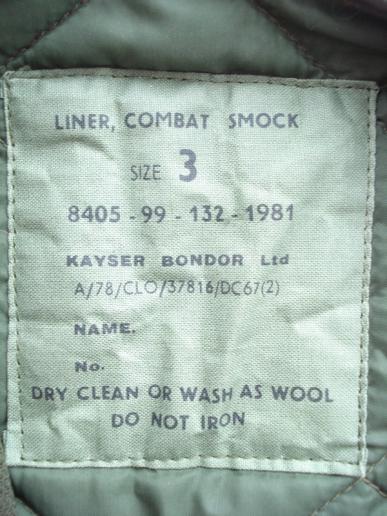 LINER, COMBAT SMOCK
SIZE 3
8405 - 99 - 132 - 1981
KAYSER BONDOR Ltd
A/78/CLO/37816/DC67(2)
NAME.
No.
DRY CLEAN OR WASH AS WOOL
DO NOT IRON